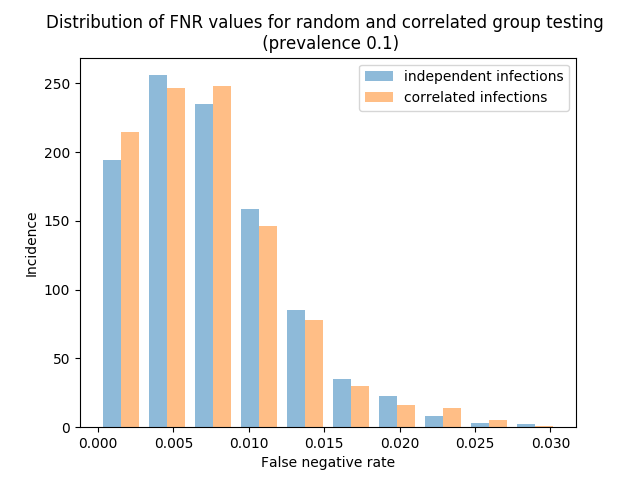 Distribution of FNR values for random and correlated group testing
(prevalence 0.1)
independent infections
correlated infections
250
200
150
100
50
0
Incidence
0.000 0.005 0.010 0.015 0.020 0.025 0.030
False negative rate